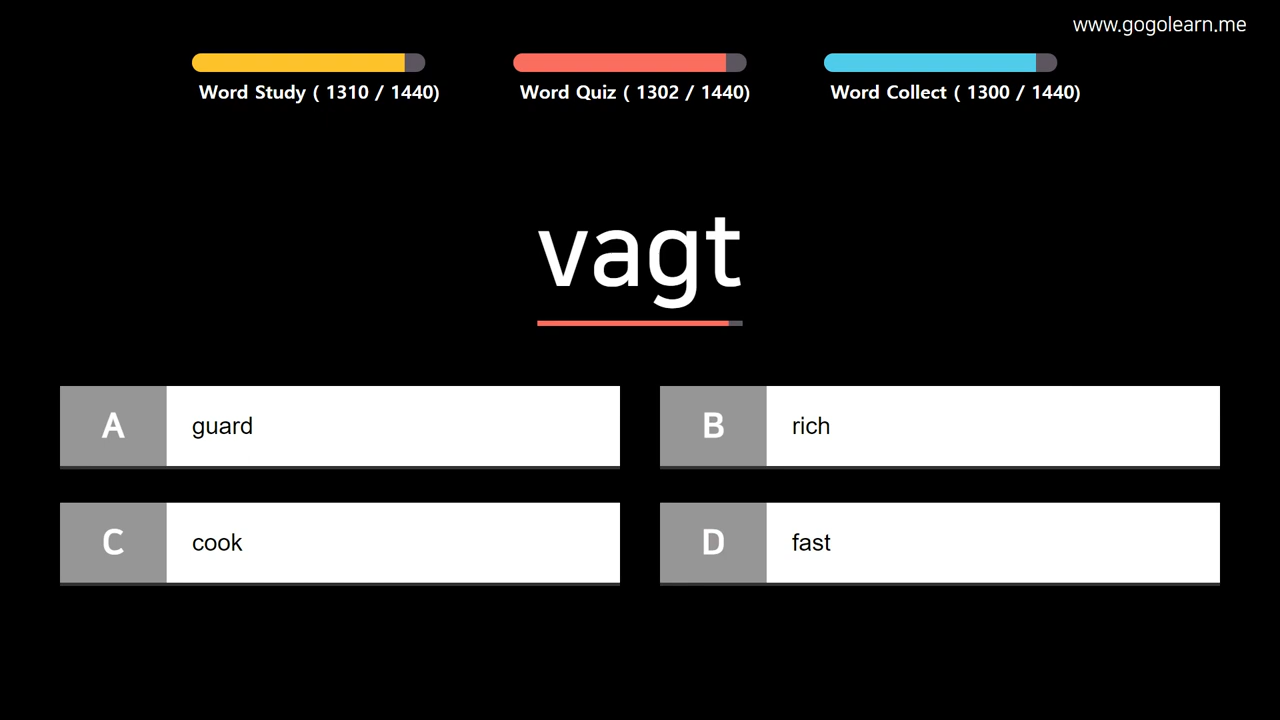 www.gogolearn.me
Word Study ( 1310 / 1440)
Word Quiz ( 1302 / 1440)
Word Collect ( 1300 / 1440)
vagt
A guard
B rich
C cook
D fast